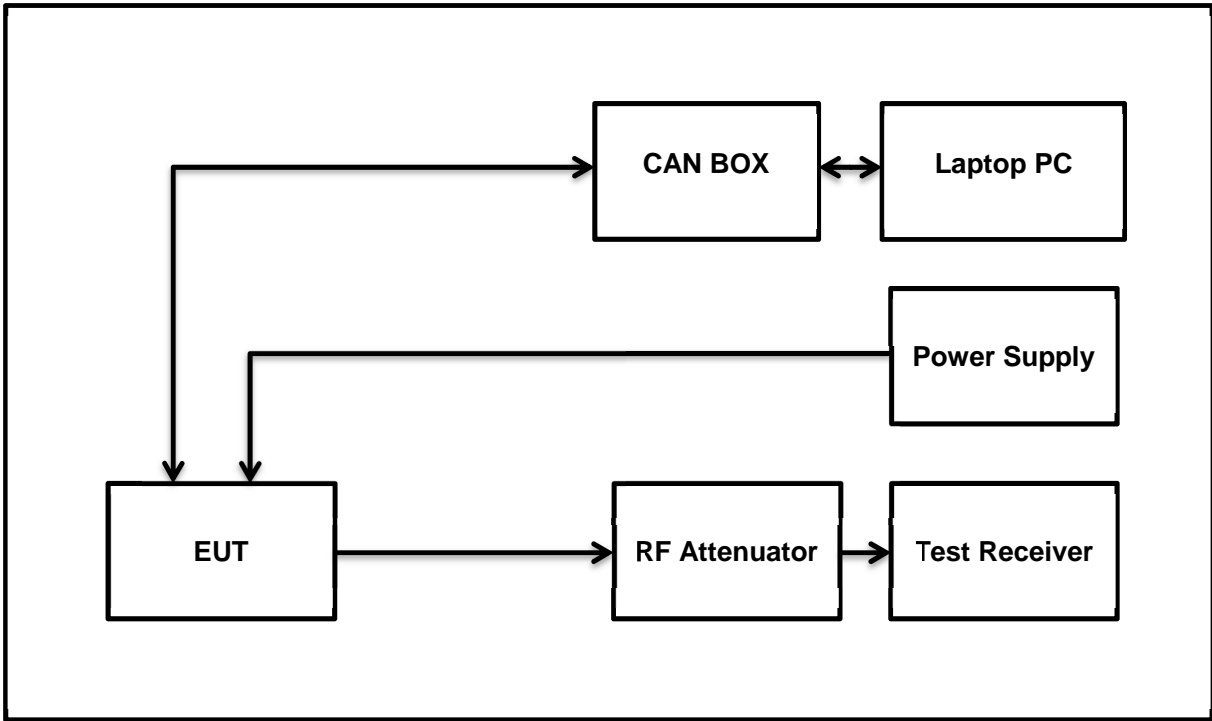 CAN BOX
Laptop PC
Power Supply
EUT
RF Attenuator
Test Receiver